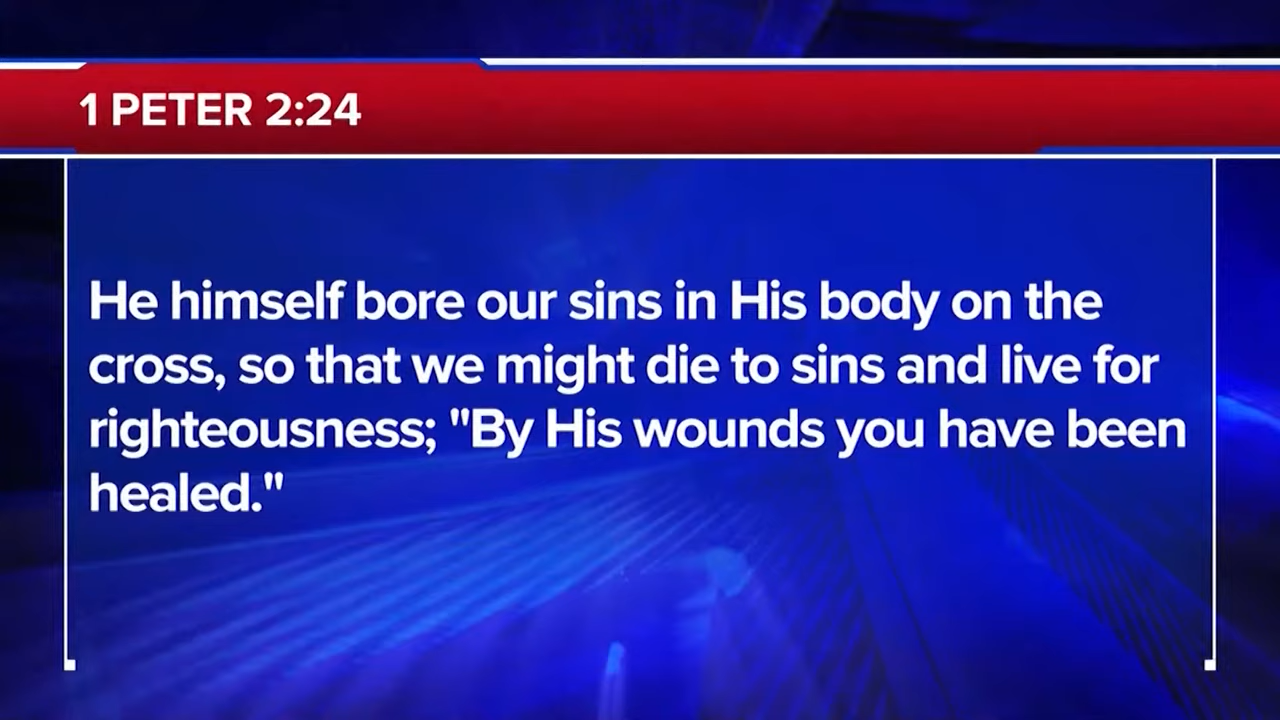 1 PETER 2:24
He himself bore our sins in His body on the
cross, so that we might die to sins and live for
righteousness; "By His wounds you have been
healed."